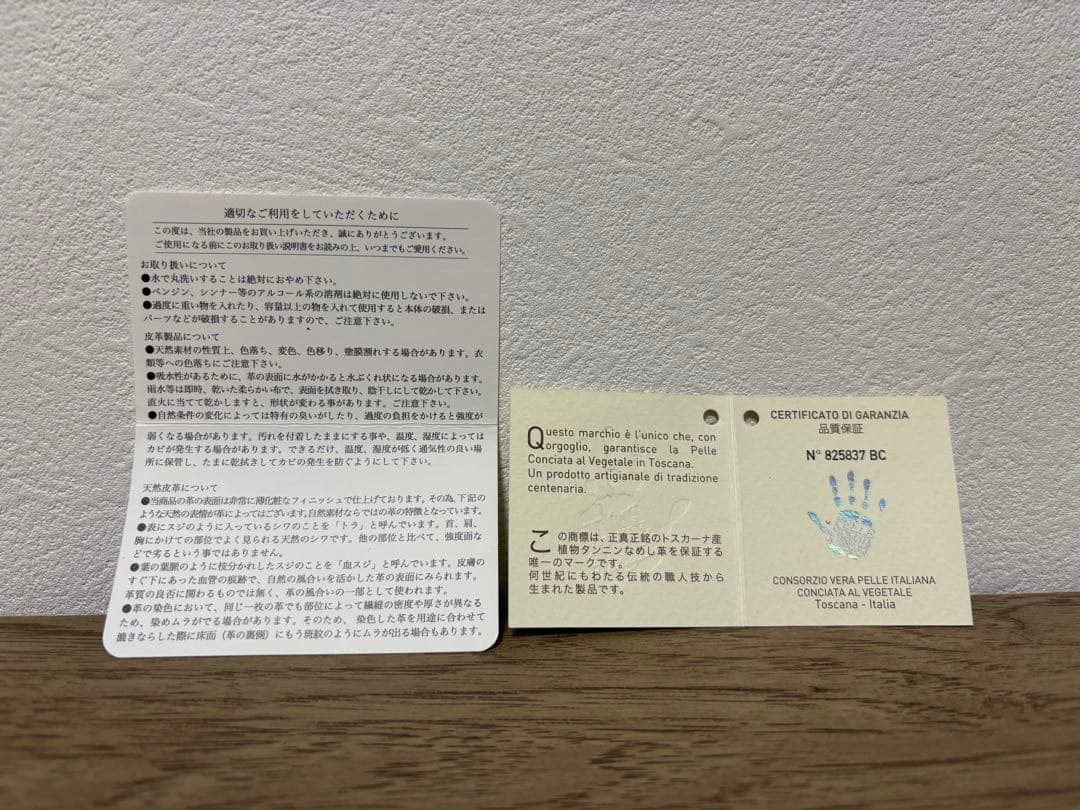 適切なご利用をしていただくために
この度は、当社の製品をお買い上げいただき、誠にありがとうございます。
ご使用になる前にこのお取り扱い説明書をお読みの上、いつまでもご愛用ください。
お取り扱いについて
●水で丸洗いすることは絶対におやめ下さい。
●ベンジン、シンナー等のアルコール系の溶剤は絶対に使用しないで下さい。
●過度に重い物を入れたり、容量以上の物を入れて使用すると本体の破損、または
パーツなどが破損することがありますので、ご注意下さい。
皮革製品について
●天然素材の性質上、色落ち、変色、色移り、塗膜割れする場合があります。衣
類等への色落ちにご注意下さい。
●吸水性があるために、革の表面に水がかかると水ぶくれ状になる場合があります。
雨水等は即時、乾いた柔らかい布で、表面を拭き取り、陰干しにして乾かして下さい。
直火に当てて乾かしますと、形状が変わる事があります。ご注意下さい。
●自然条件の変化によっては特有の臭いがしたり、過度の負担をかけると強度が
弱くなる場合があります。汚れを付着したままにする事や、温度、湿度によっては
カビが発生する場合があります。できるだけ、温度、湿度が低く通気性の良い場
所に保管し、たまに乾拭きしてカビの発生を防ぐようにして下さい。
天然皮革について
●当商品の革の表面は非常に薄化粧なフィニッシュで仕上げております。その為、下記の
ような天然の表情が革によってはございます。自然素材ならではの革の特徴となっています。
●表にスジのように入っているシワのことを「トラ」と呼んでいます。首、肩、
胸にかけての部位でよく見られる天然のシワです。他の部位と比べて、強度面な
どで劣るという事ではありません。
●葉の葉脈のように枝分かれしたスジのことを「血スジ」と呼んでいます。皮膚の
すぐ下にあった血管の痕跡で、自然の風合いを活かした革の表面にみられます。
革質の良否に関わるものでは無く、革の風合いの一部として使われます。
●革の染色において、同じ一枚の革でも部位によって繊維の密度や厚さが異なる
ため、染めムラがでる場合があります。そのため、染色した革を用途に合わせて
漉きならした際に床面（革の裏側）にもう斑紋のようにムラが出る場合もあります。
Questo marchio è l'unico che, con
orgoglio, garantisce la Pelle
Conciata al Vegetale in Toscana.
Un prodotto artigianale di tradizione
centenaria.
この商標は、正真正銘のトスカーナ産
植物タンニンなめし革を保証する
唯一のマークです。
何世紀にもわたる伝統の職人技から
生まれた製品です。
CERTIFICATO DI GARANZIA
品質保証
N° 825837 BC
CONSORZIO VERA PELLE ITALIANA
CONCIATA AL VEGETALE
Toscana - Italia